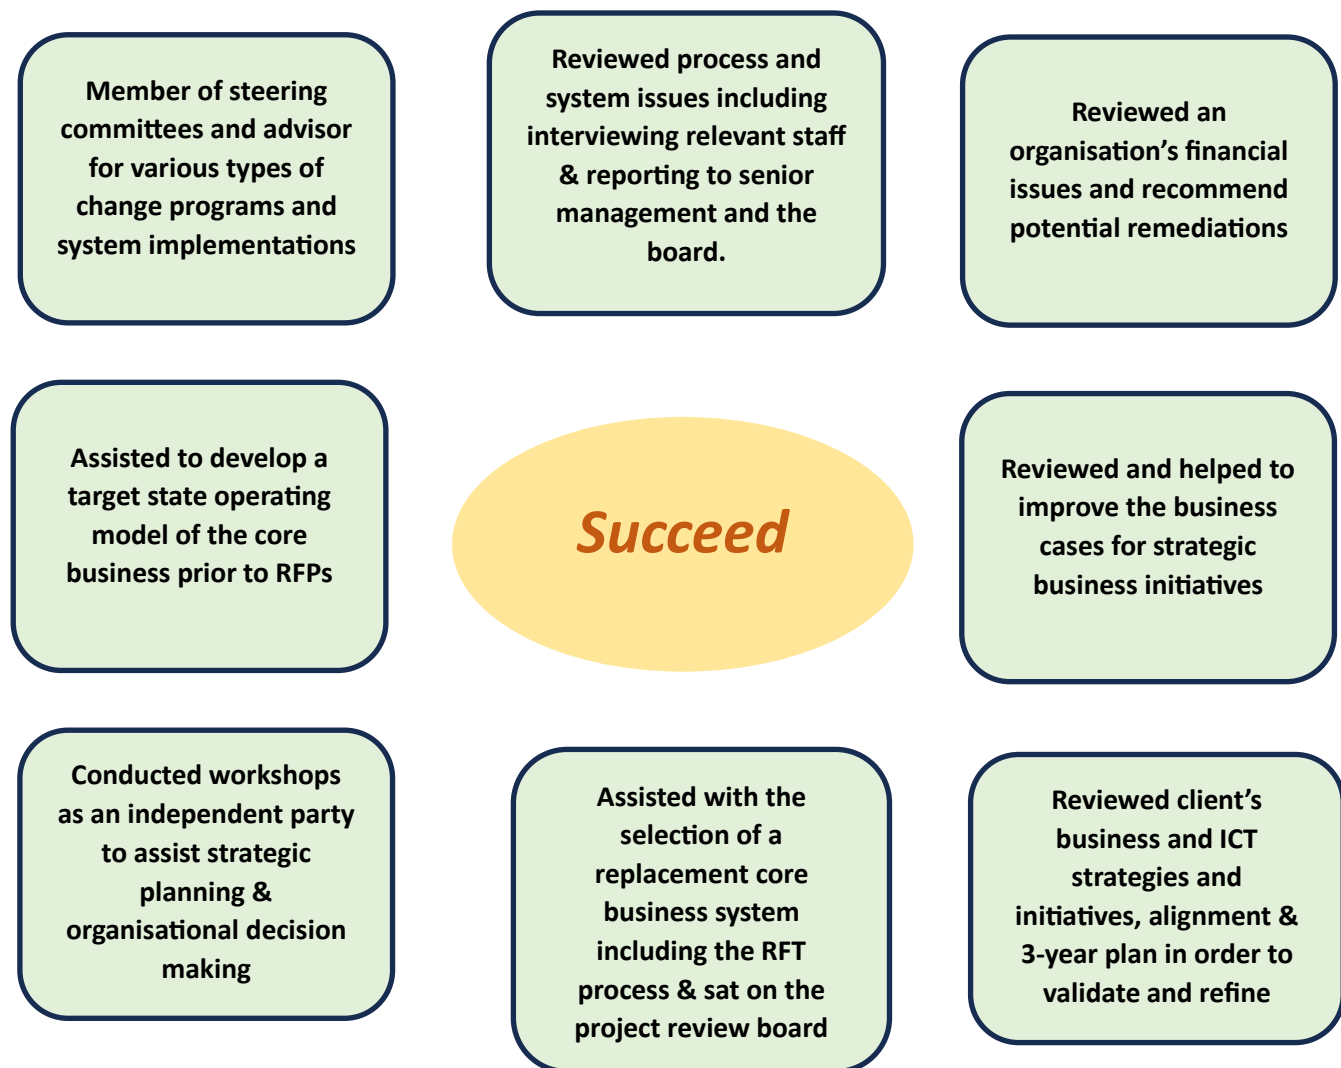 Member of steering
committees and advisor
for various types of
change programs and
system implementations
Reviewed process and
system issues including
interviewing relevant staff
& reporting to senior
management and the
board.
Reviewed an
organisation’s financial
issues and recommend
potential remediations
Assisted to develop a
target state operating
model of the core
business prior to RFPs
Succeed
Reviewed and helped to
improve the business
cases for strategic
business initiatives
Conducted workshops
as an independent party
to assist strategic
planning &
organisational decision
making
Assisted with the
selection of a
replacement core
business system
including the RFT
process & sat on the
project review board
Reviewed client’s
business and ICT
strategies and
initiatives, alignment &
3-year plan in order to
validate and refine